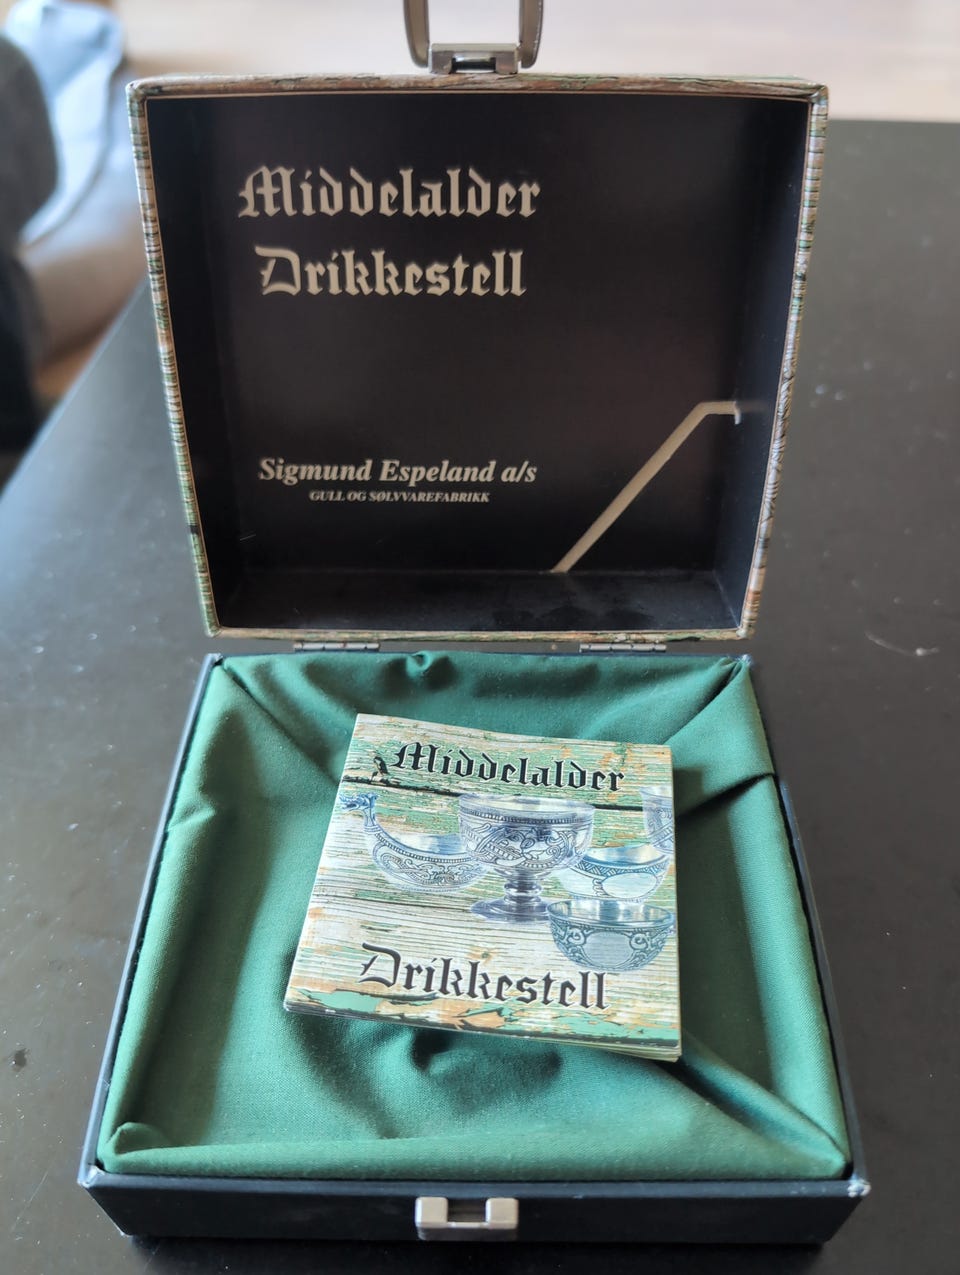 Middelalder
Drikkestell
Sigmund Espeland a/s
GULL OG SØLVVAREFABRIKK
Middelalder
Drikkestell